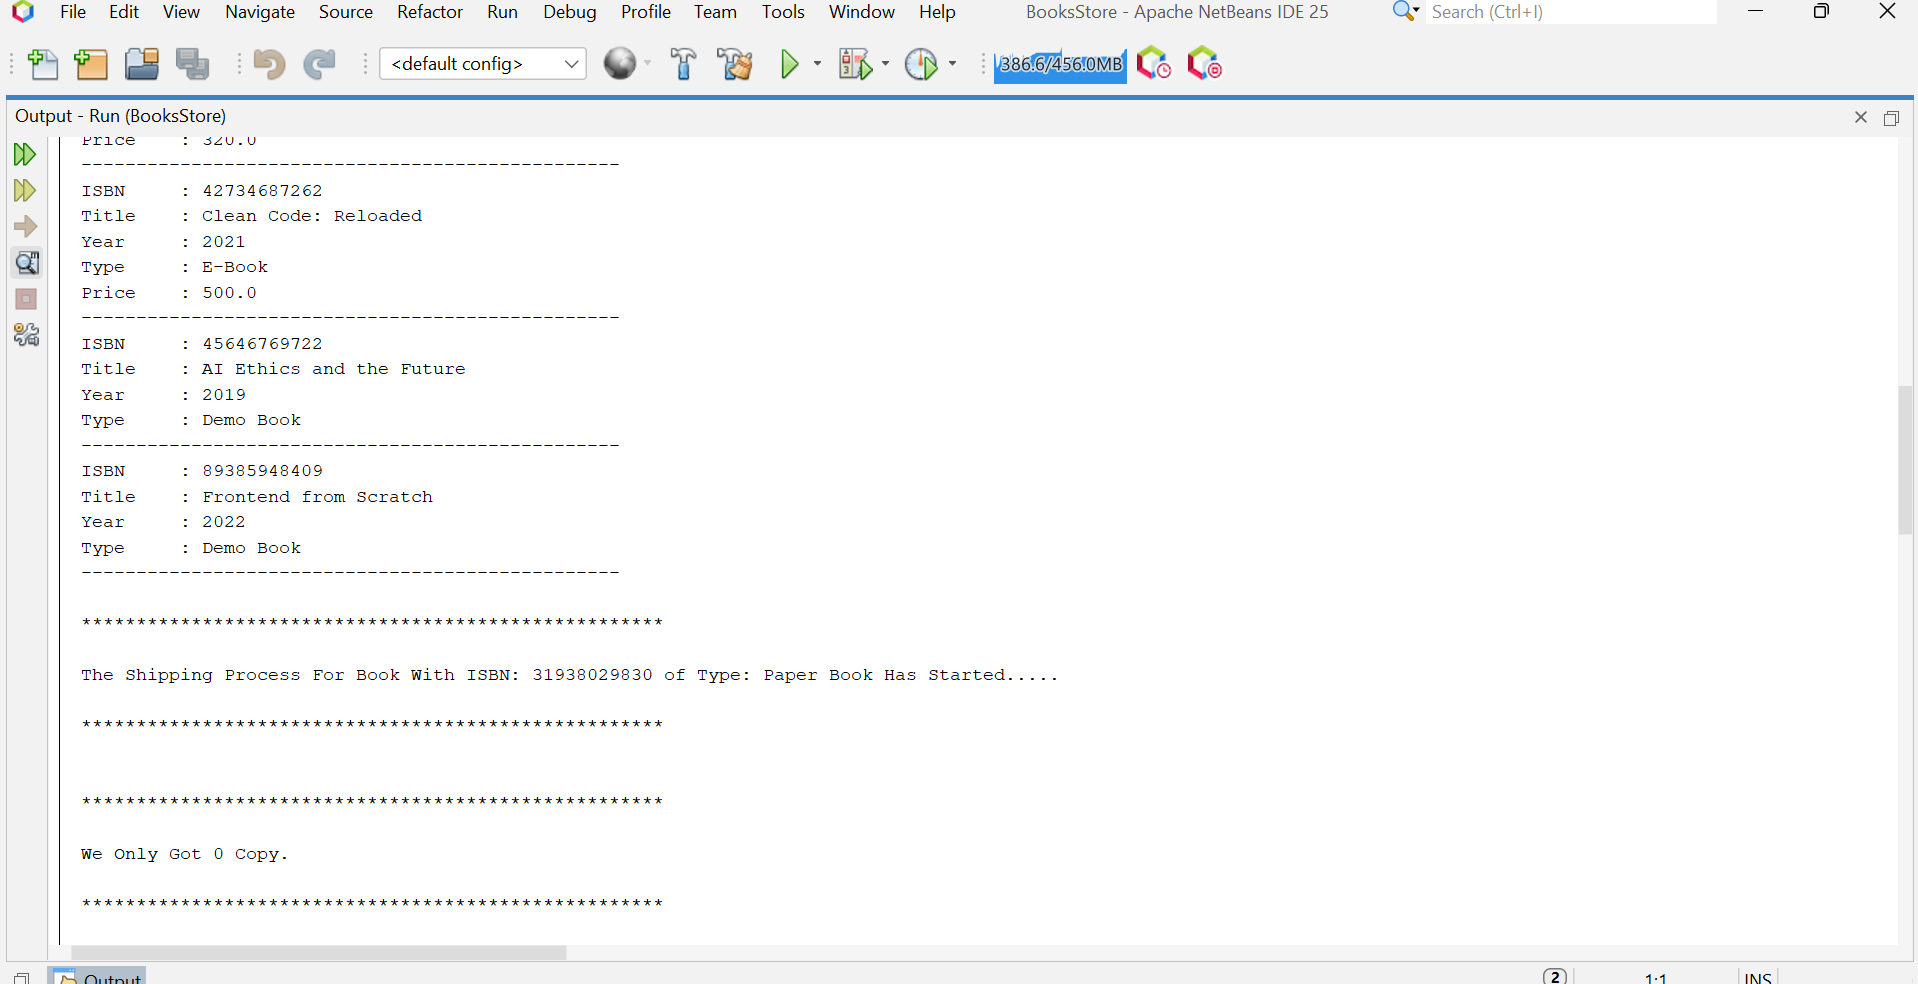 File Edit View Navigate Source Refactor Run Debug Profile Team Tools Window Help BooksStore - Apache NetBeans IDE 25 Search (Ctrl+I)
<default config> 386.6/456.0MB
Output - Run (BooksStore)
Price : 320.0
-------------------------------------------------
ISBN : 42734687262
Title : Clean Code: Reloaded
Year : 2021
Type : E-Book
Price : 500.0
-------------------------------------------------
ISBN : 45646769722
Title : AI Ethics and the Future
Year : 2019
Type : Demo Book
-------------------------------------------------
ISBN : 89385948409
Title : Frontend from Scratch
Year : 2022
Type : Demo Book
-------------------------------------------------
*****************************************************
The Shipping Process For Book With ISBN: 31938029830 of Type: Paper Book Has Started.....
*****************************************************
*****************************************************
We Only Got 0 Copy.
*****************************************************
Output 2 1:1 INS